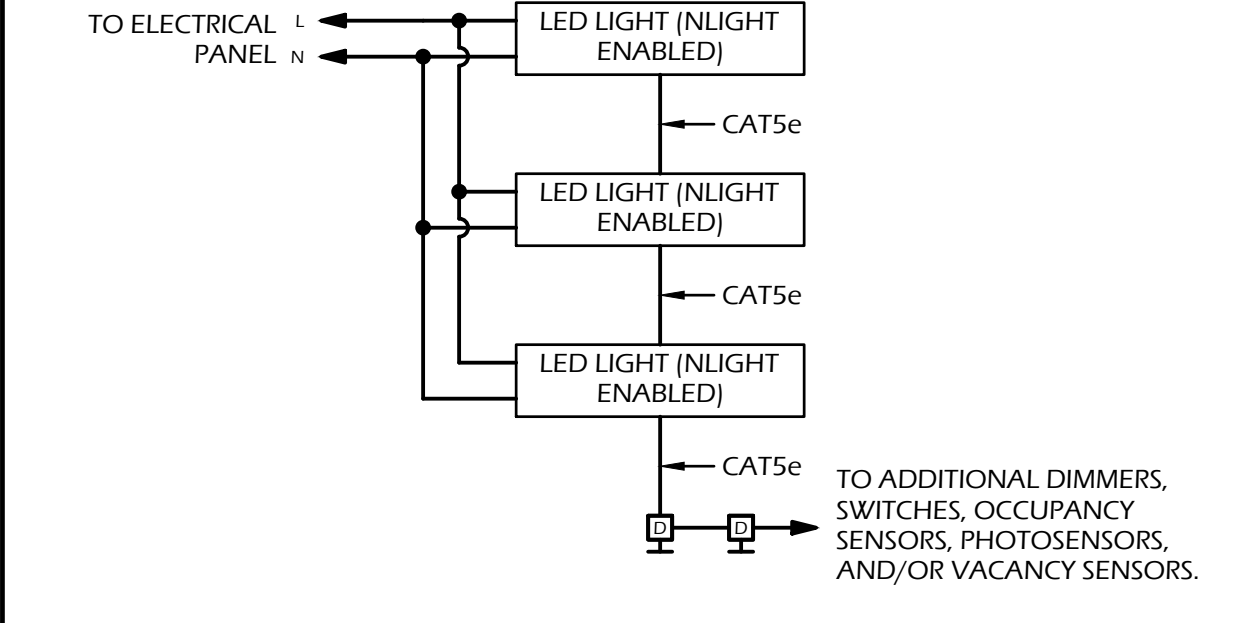 TO ELECTRICAL L
PANEL N
LED LIGHT (NLIGHT
ENABLED)
CAT5e
LED LIGHT (NLIGHT
ENABLED)
CAT5e
LED LIGHT (NLIGHT
ENABLED)
CAT5e
D D
TO ADDITIONAL DIMMERS,
SWITCHES, OCCUPANCY
SENSORS, PHOTOSENSORS,
AND/OR VACANCY SENSORS.